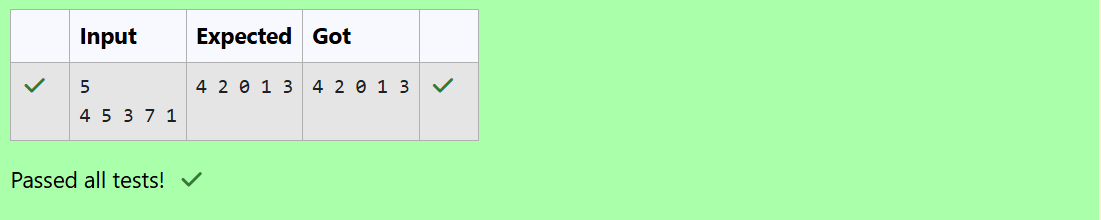 Input Expected Got
5 4 2 0 1 3 4 2 0 1 3
4 5 3 7 1
Passed all tests!